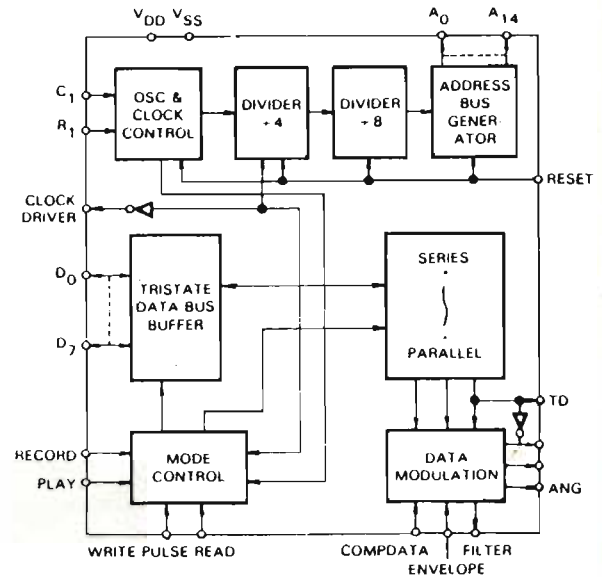 VDD VSS
A0 A14
C1
R1
OSC &
CLOCK
CONTROL
DIVIDER
÷4
DIVIDER
÷8
ADDRESS
BUS
GENER-
ATOR
RESET
CLOCK
DRIVER
D0
D7
TRISTATE
DATA BUS
BUFFER
SERIES
PARALLEL
TD
RECORD
PLAY
MODE
CONTROL
DATA
MODULATION
ANG
WRITE PULSE READ
COMPDATA FILTER
ENVELOPE